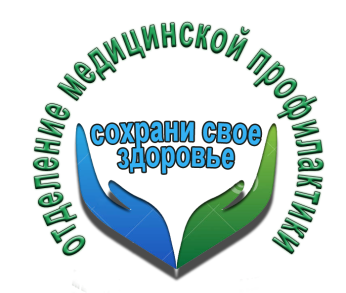 отделение медицинской профилактики
сохрани свое
здоровье